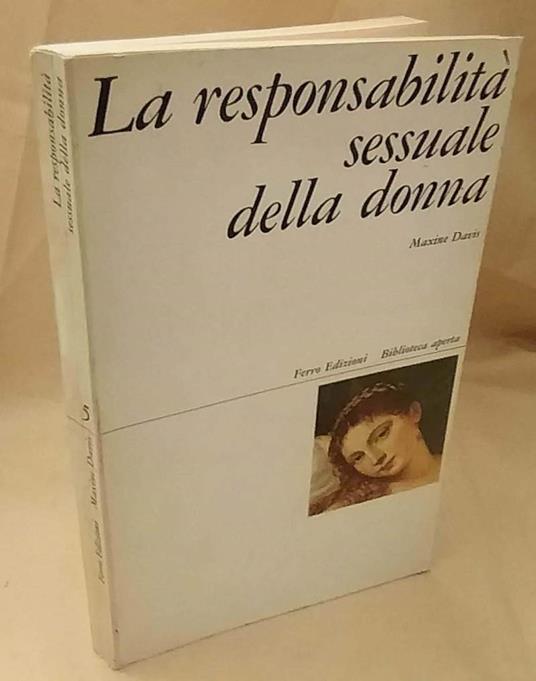 La responsabilità
sessuale
della donna
Maxine Davis
Ferro Edizioni Biblioteca aperta
La responsabilità
sessuale della donna
5
Maxine Davis
Ferro Edizioni